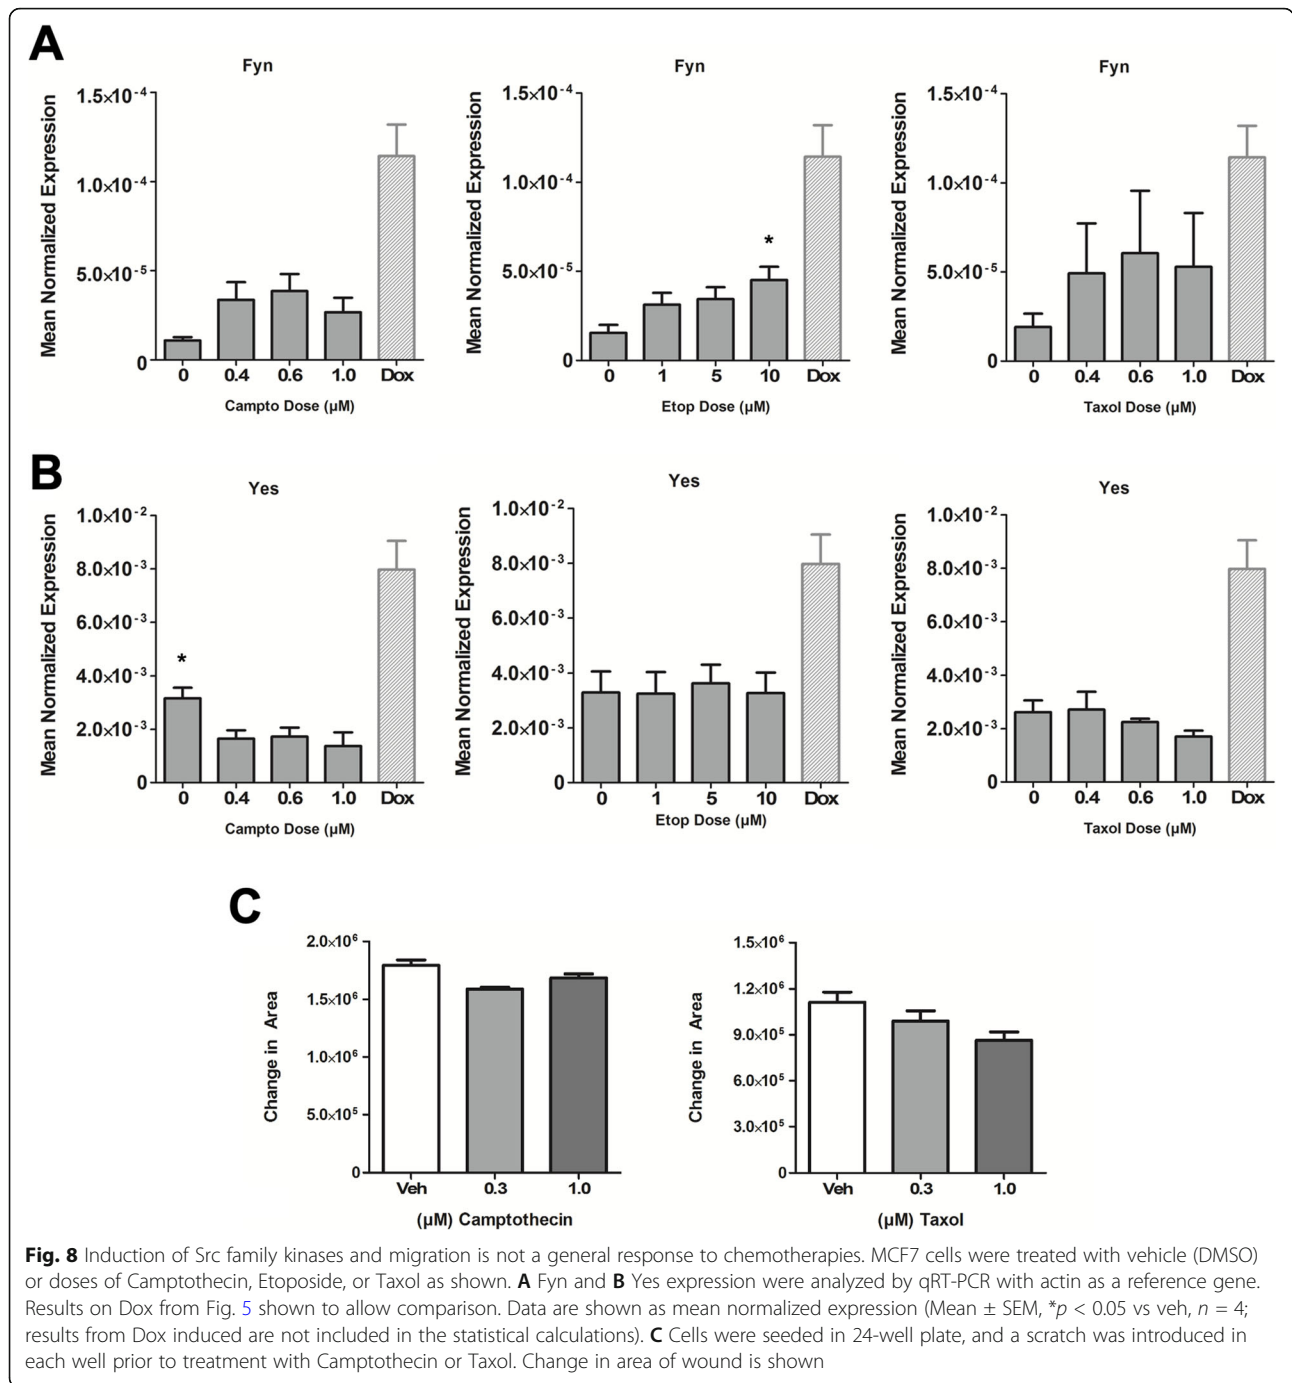 A
Fyn
Fyn
Fyn
Mean Normalized Expression
1.5×10-4
1.0×10-4
5.0×10-5
0
0 0.4 0.6 1.0 Dox
Campto Dose (µM)
Mean Normalized Expression
1.5×10-4
1.0×10-4
5.0×10-5
0
*
0 1 5 10 Dox
Etop Dose (µM)
Mean Normalized Expression
1.5×10-4
1.0×10-4
5.0×10-5
0
0 0.4 0.6 1.0 Dox
Taxol Dose (µM)
B
Yes
Yes
Yes
Mean Normalized Expression
1.0×10-2
8.0×10-3
6.0×10-3
4.0×10-3
2.0×10-3
0
*
0 0.4 0.6 1.0 Dox
Campto Dose (µM)
Mean Normalized Expression
1.0×10-2
8.0×10-3
6.0×10-3
4.0×10-3
2.0×10-3
0
0 1 5 10 Dox
Etop Dose (µM)
Mean Normalized Expression
1.0×10-2
8.0×10-3
6.0×10-3
4.0×10-3
2.0×10-3
0
0 0.4 0.6 1.0 Dox
Taxol Dose (µM)
C
Change in Area
2.0×106
1.5×106
1.0×106
5.0×105
0
Veh 0.3 1.0
(µM) Camptothecin
Change in Area
1.5×106
1.2×106
9.0×105
6.0×105
3.0×105
0
Veh 0.3 1.0
(µM) Taxol
Fig. 8 Induction of Src family kinases and migration is not a general response to chemotherapies. MCF7 cells were treated with vehicle (DMSO)
or doses of Camptothecin, Etoposide, or Taxol as shown. A Fyn and B Yes expression were analyzed by qRT-PCR with actin as a reference gene.
Results on Dox from Fig. 5 shown to allow comparison. Data are shown as mean normalized expression (Mean ± SEM, *p < 0.05 vs veh, n = 4;
results from Dox induced are not included in the statistical calculations). C Cells were seeded in 24-well plate, and a scratch was introduced in
each well prior to treatment with Camptothecin or Taxol. Change in area of wound is shown